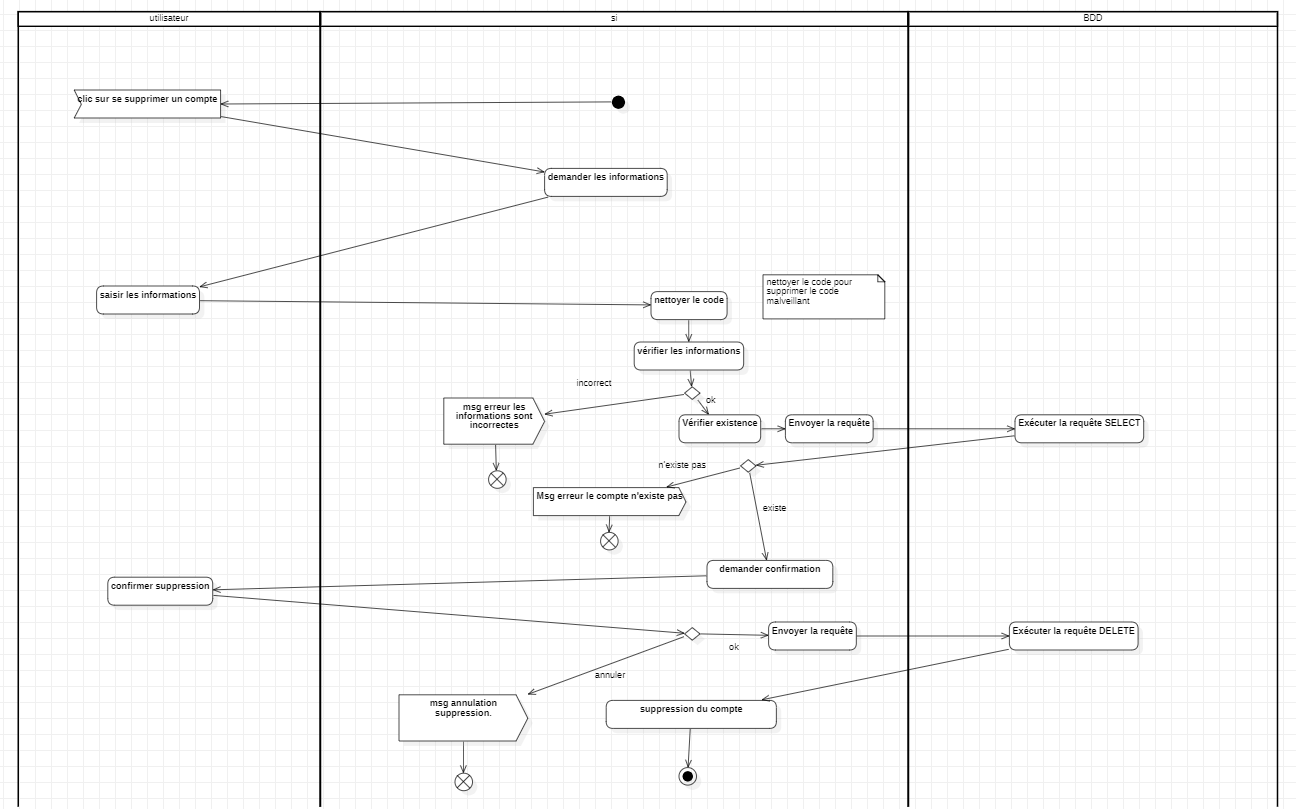 utilisateur
si
BDD
clic sur se supprimer un compte
demander les informations
saisir les informations
nettoyer le code
nettoyer le code pour
supprimer le code
malveillant
vérifier les informations
incorrect
ok
msg erreur les
informations sont
incorrectes
Vérifier existence
Envoyer la requête
Exécuter la requête SELECT
n'existe pas
Msg erreur le compte n'existe pas
existe
demander confirmation
confirmer suppression
Envoyer la requête
Exécuter la requête DELETE
ok
annuler
msg annulation
suppression.
suppression du compte